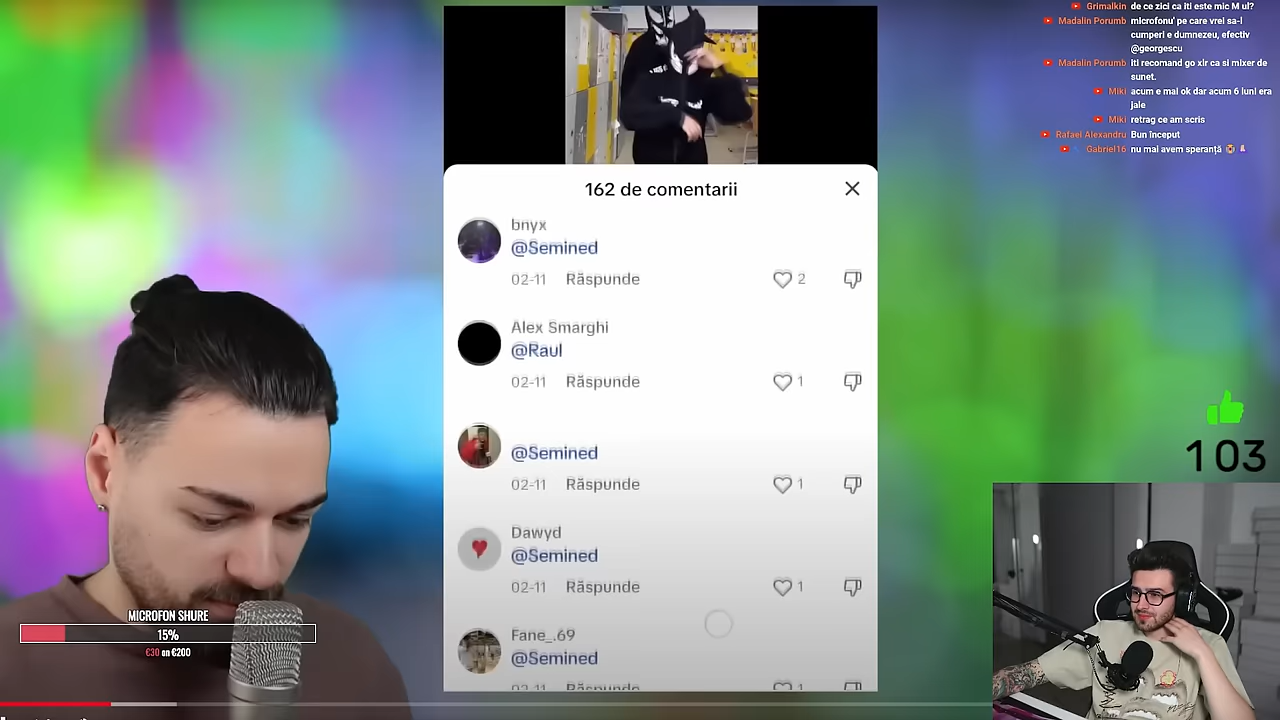 Grimalkin de ce zici ca iti este mic M ul?
Madalin Porumb microfonu' pe care vrei sa-l
cumperi e dumnezeu, efectiv
@georgescu
Madalin Porumb Iti recomand go xlr ca si mixer de
sunet.
Miki acum e mai ok dar acum 6 luni era
jale
Miki retrag ce am scris
Rafael Alexandru Bun început
Gabriel16 nu mai avem speranță
162 de comentarii
bnyx
@Semined
02-11 Răspunde 2
Alex Smarghi
@Raul
02-11 Răspunde 1
@Semined
02-11 Răspunde 1
Dawyd
@Semined
02-11 Răspunde 1
Fane_.69
@Semined
02-11 Răspunde 1
103
MICROFON SHURE
15%
€30 on €200